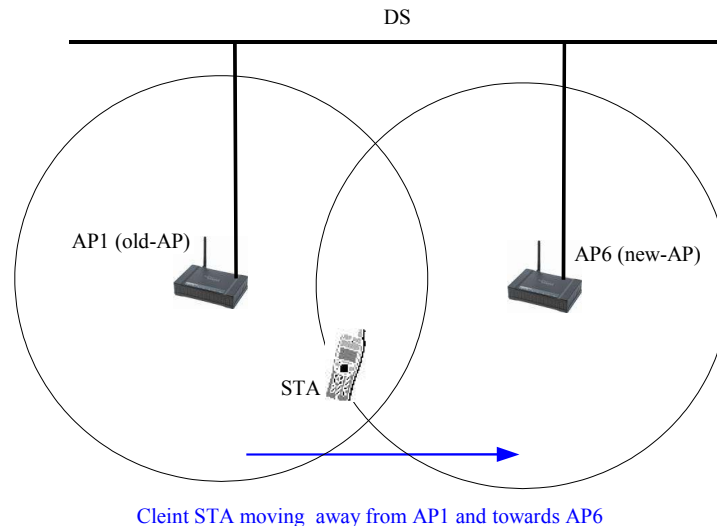 DS
AP1 (old-AP)
AP6 (new-AP)
STA
Cleint STA moving  away from AP1 and towards AP6